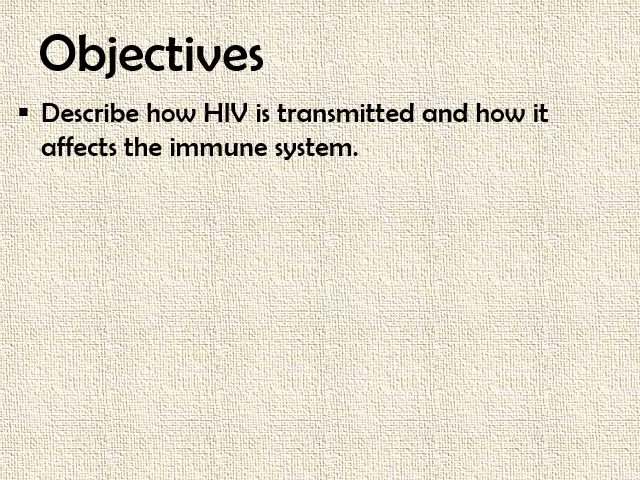 Objectives
▪ Describe how HIV is transmitted and how it
affects the immune system.